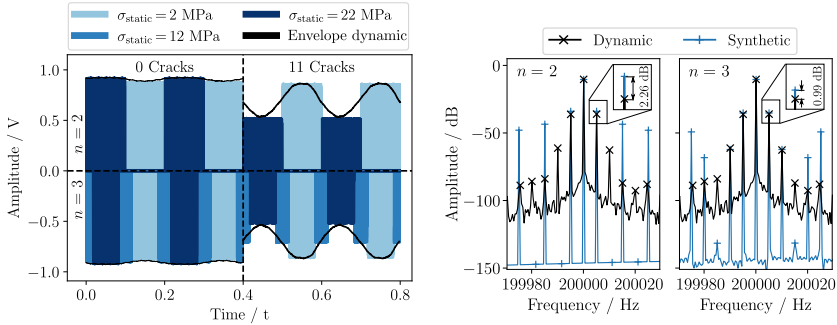 σstatic = 2 MPa
σstatic = 22 MPa
σstatic = 12 MPa
Envelope dynamic
0 Cracks
11 Cracks
n = 2
n = 3
1.0
0.5
0.0
−0.5
−1.0
Amplitude / V
0.0 0.2 0.4 0.6 0.8
Time / t
Dynamic
Synthetic
n = 2
2.26 dB
n = 3
0.99 dB
0
−50
−100
−150
Amplitude / dB
199980 200000 200020
199980 200000 200020
Frequency / Hz
Frequency / Hz